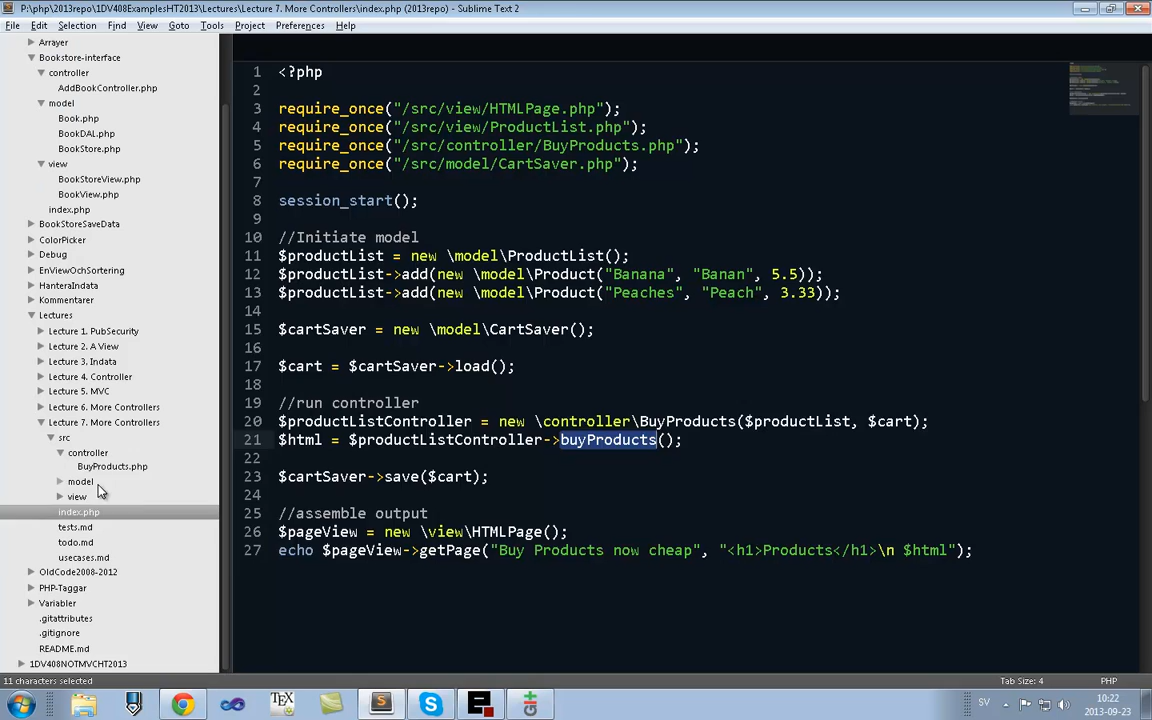 P:\php\2013repo\1DV408ExamplesHT2013\Lectures\Lecture 7. More Controllers\index.php (2013repo) - Sublime Text 2
File Edit Selection Find View Goto Tools Project Preferences Help
Arrayer
Bookstore-interface
controller
AddBookController.php
model
Book.php
BookDAL.php
BookStore.php
view
BookStoreView.php
BookView.php
index.php
BookStoreSaveData
ColorPicker
Debug
EnViewOchSortering
HanteraIndata
Kommentarer
Lectures
Lecture 1. PubSecurity
Lecture 2. A View
Lecture 3. Indata
Lecture 4. Controller
Lecture 5. MVC
Lecture 6. More Controllers
Lecture 7. More Controllers
src
controller
BuyProducts.php
model
view
index.php
tests.md
todo.md
usecases.md
OldCode2008-2012
PHP-Taggar
Variabler
.gitattributes
.gitignore
README.md
1DV408NOTMVCHT2013
1 <?php
2
3 require_once("/src/view/HTMLPage.php");
4 require_once("/src/view/ProductList.php");
5 require_once("/src/controller/BuyProducts.php");
6 require_once("/src/model/CartSaver.php");
7
8 session_start();
9
10 //Initiate model
11 $productList = new \model\ProductList();
12 $productList->add(new \model\Product("Banana", "Banan", 5.5));
13 $productList->add(new \model\Product("Peaches", "Peach", 3.33));
14
15 $cartSaver = new \model\CartSaver();
16
17 $cart = $cartSaver->load();
18
19 //run controller
20 $productListController = new \controller\BuyProducts($productList, $cart);
21 $html = $productListController->buyProducts();
22
23 $cartSaver->save($cart);
24
25 //assemble output
26 $pageView = new \view\HTMLPage();
27 echo $pageView->getPage("Buy Products now cheap", "<h1>Products</h1>\n $html");
11 characters selected
Tab Size: 4 PHP
SV
10:22
2013-09-23